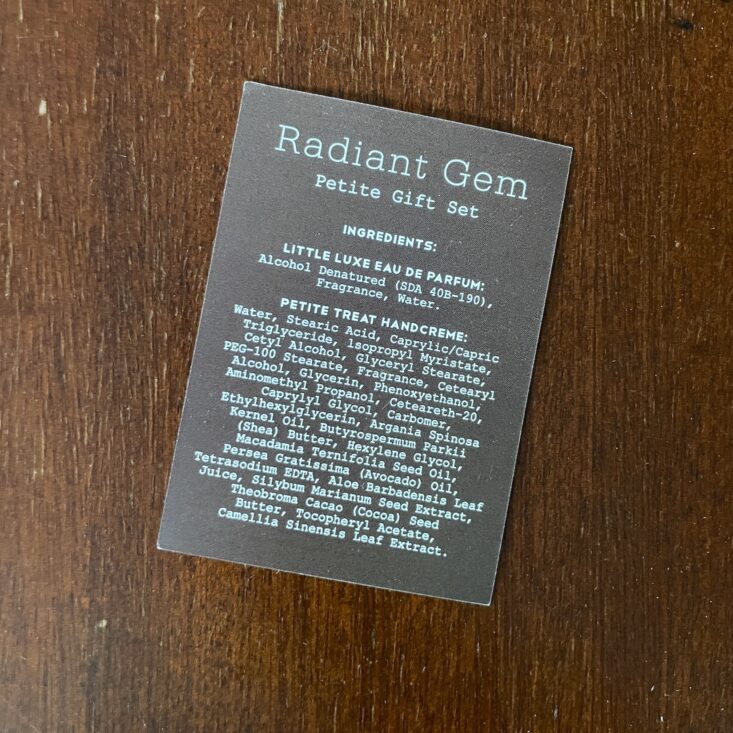 Radiant Gem
Petite Gift Set
INGREDIENTS:
LITTLE LUXE EAU DE PARFUM:
Alcohol Denatured (SDA 40B-190),
Fragrance, Water.
PETITE TREAT HANDCREME:
Water, Stearic Acid, Caprylic/Capric
Triglyceride, lsopropyl Myristate,
Cetyl Alcohol, Glyceryl Stearate,
PEG-100 Stearate, Fragrance, Cetearyl
Alcohol, Glycerin, Phenoxyethanol,
Aminomethyl Propanol, Ceteareth-20,
Caprylyl Glycol, Carbomer,
Ethylhexylglycerin, Argania Spinosa
Kernel Oil, Butyrospermum Parkii
(Shea) Butter, Hexylene Glycol,
Macadamia Ternifolia Seed Oil,
Persea Gratissima (Avocado) Oil,
Tetrasodium EDTA, Aloe Barbadensis Leaf
Juice, Silybum Marianum Seed Extract,
Theobroma Cacao (Cocoa) Seed
Butter, Tocopheryl Acetate,
Camellia Sinensis Leaf Extract.